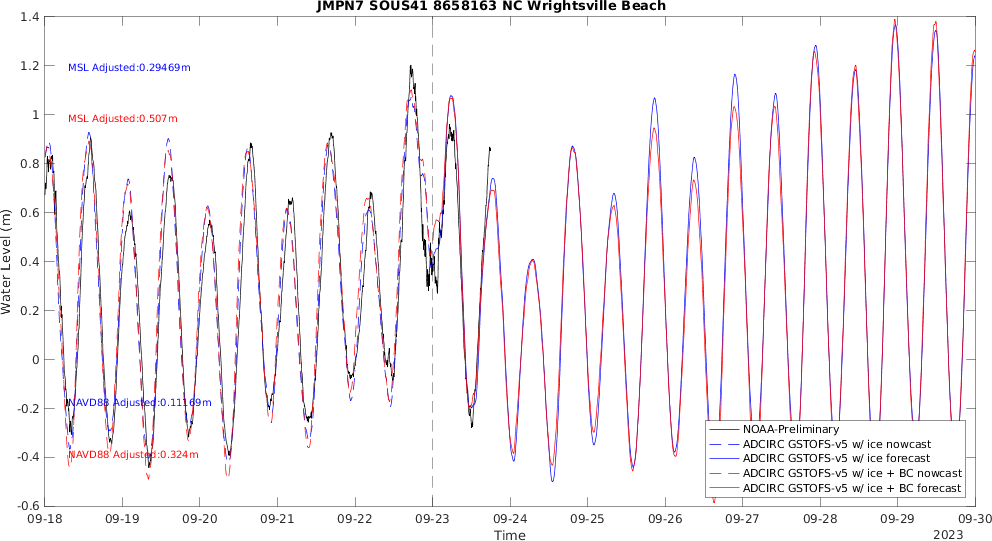 JMPN7 SOUS41 8658163 NC Wrightsville Beach
1.4
1.2
1
0.8
0.6
0.4
0.2
0
-0.2
-0.4
-0.6
Water Level (m)
MSL Adjusted:0.29469m
MSL Adjusted:0.507m
NAVD88 Adjusted:0.11169m
NAVD88 Adjusted:0.324m
NOAA-Preliminary
ADCIRC GSTOFS-v5 w/ ice nowcast
ADCIRC GSTOFS-v5 w/ ice forecast
ADCIRC GSTOFS-v5 w/ ice + BC nowcast
ADCIRC GSTOFS-v5 w/ ice + BC forecast
09-18 09-19 09-20 09-21 09-22 09-23 09-24 09-25 09-26 09-27 09-28 09-29 09-30
Time
2023